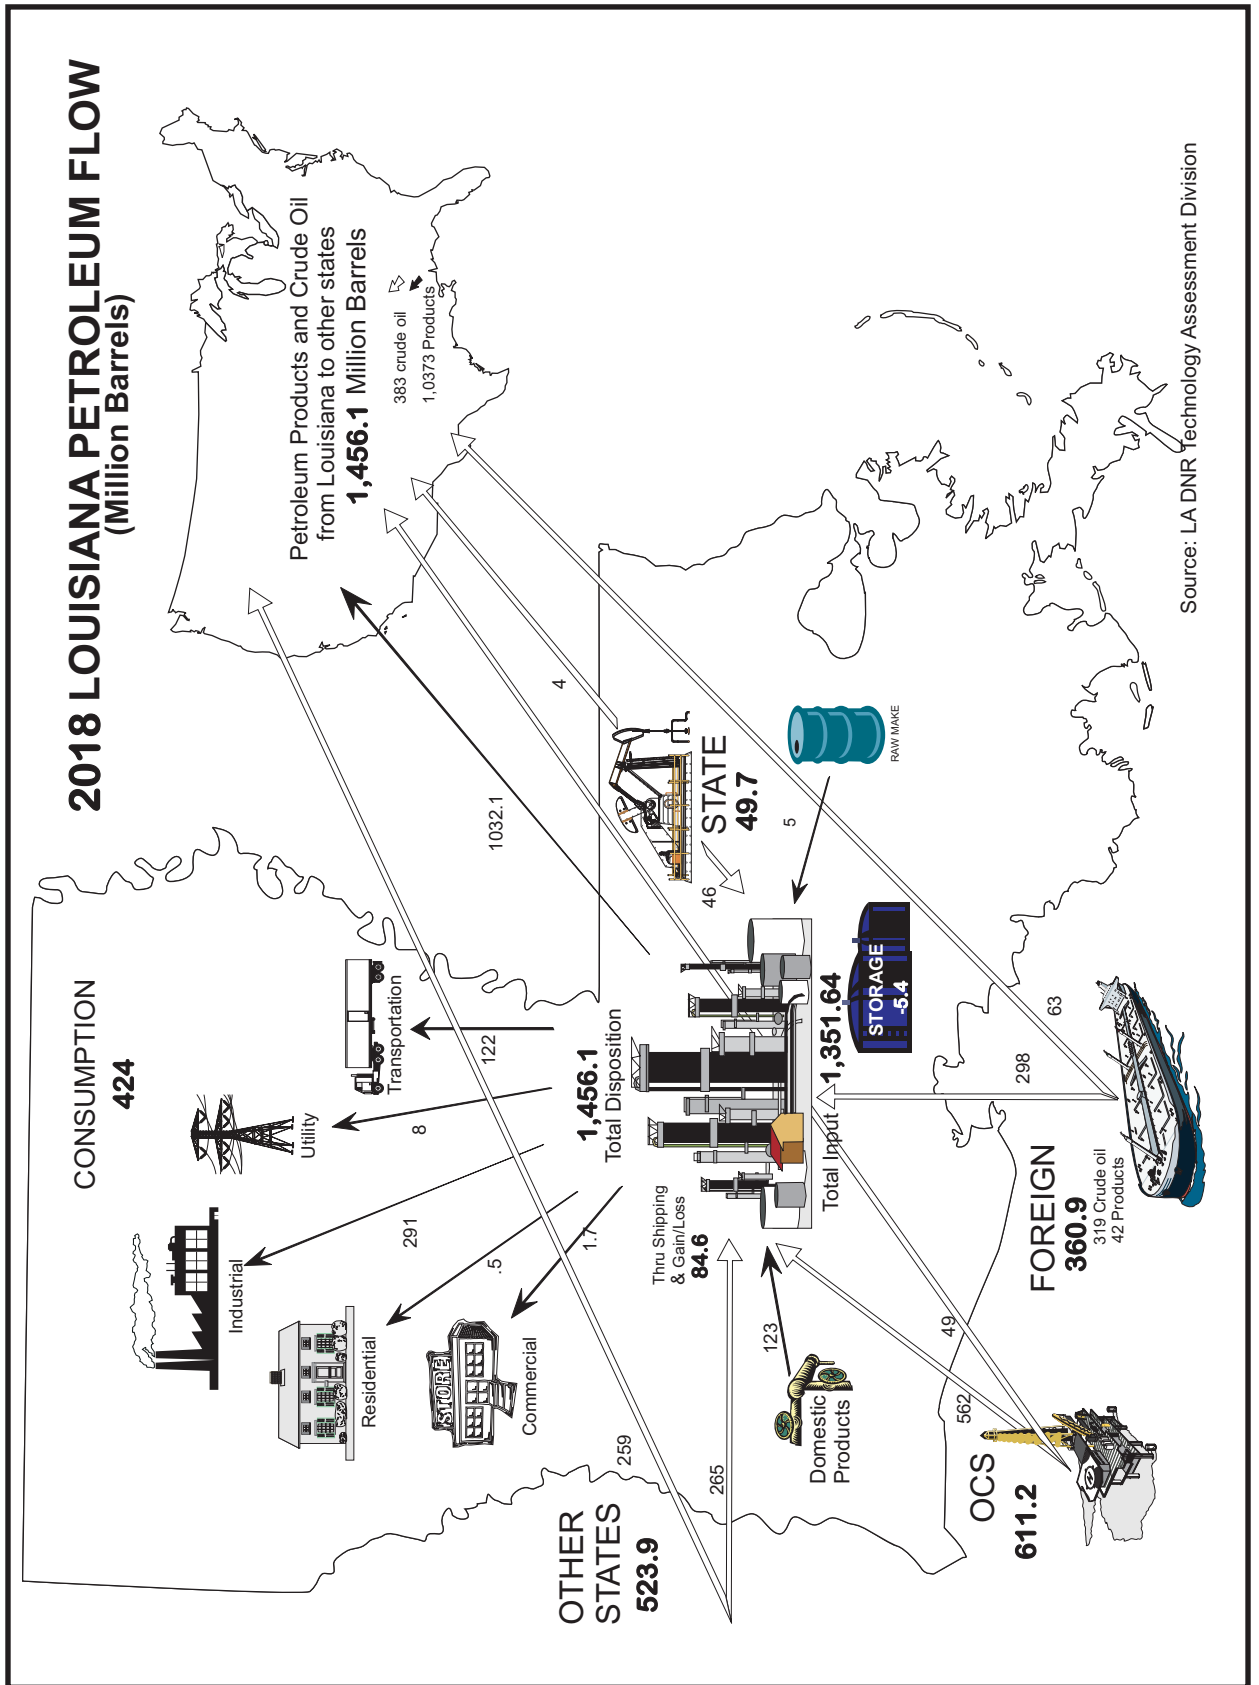 2018 LOUISIANA PETROLEUM FLOW
(Million Barrels)
CONSUMPTION
424
Transportation
Utility
Industrial
Residential
STORE
Commercial
122
8
291
.5
1.7
Petroleum Products and Crude Oil
from Louisiana to other states
1,456.1 Million Barrels
383 crude oil
1,0373 Products
1032.1
4
259
OTHER
STATES
523.9
265
1,456.1
Total Disposition
Thru Shipping
& Gain/Loss
84.6
STATE
49.7
46
5
RAW MAKE
Total Input 1,351.64
STORAGE
-5.4
123
Domestic
Products
562
49
OCS
611.2
298
63
FOREIGN
360.9
319 Crude oil
42 Products
Source: LA DNR Technology Assessment Division